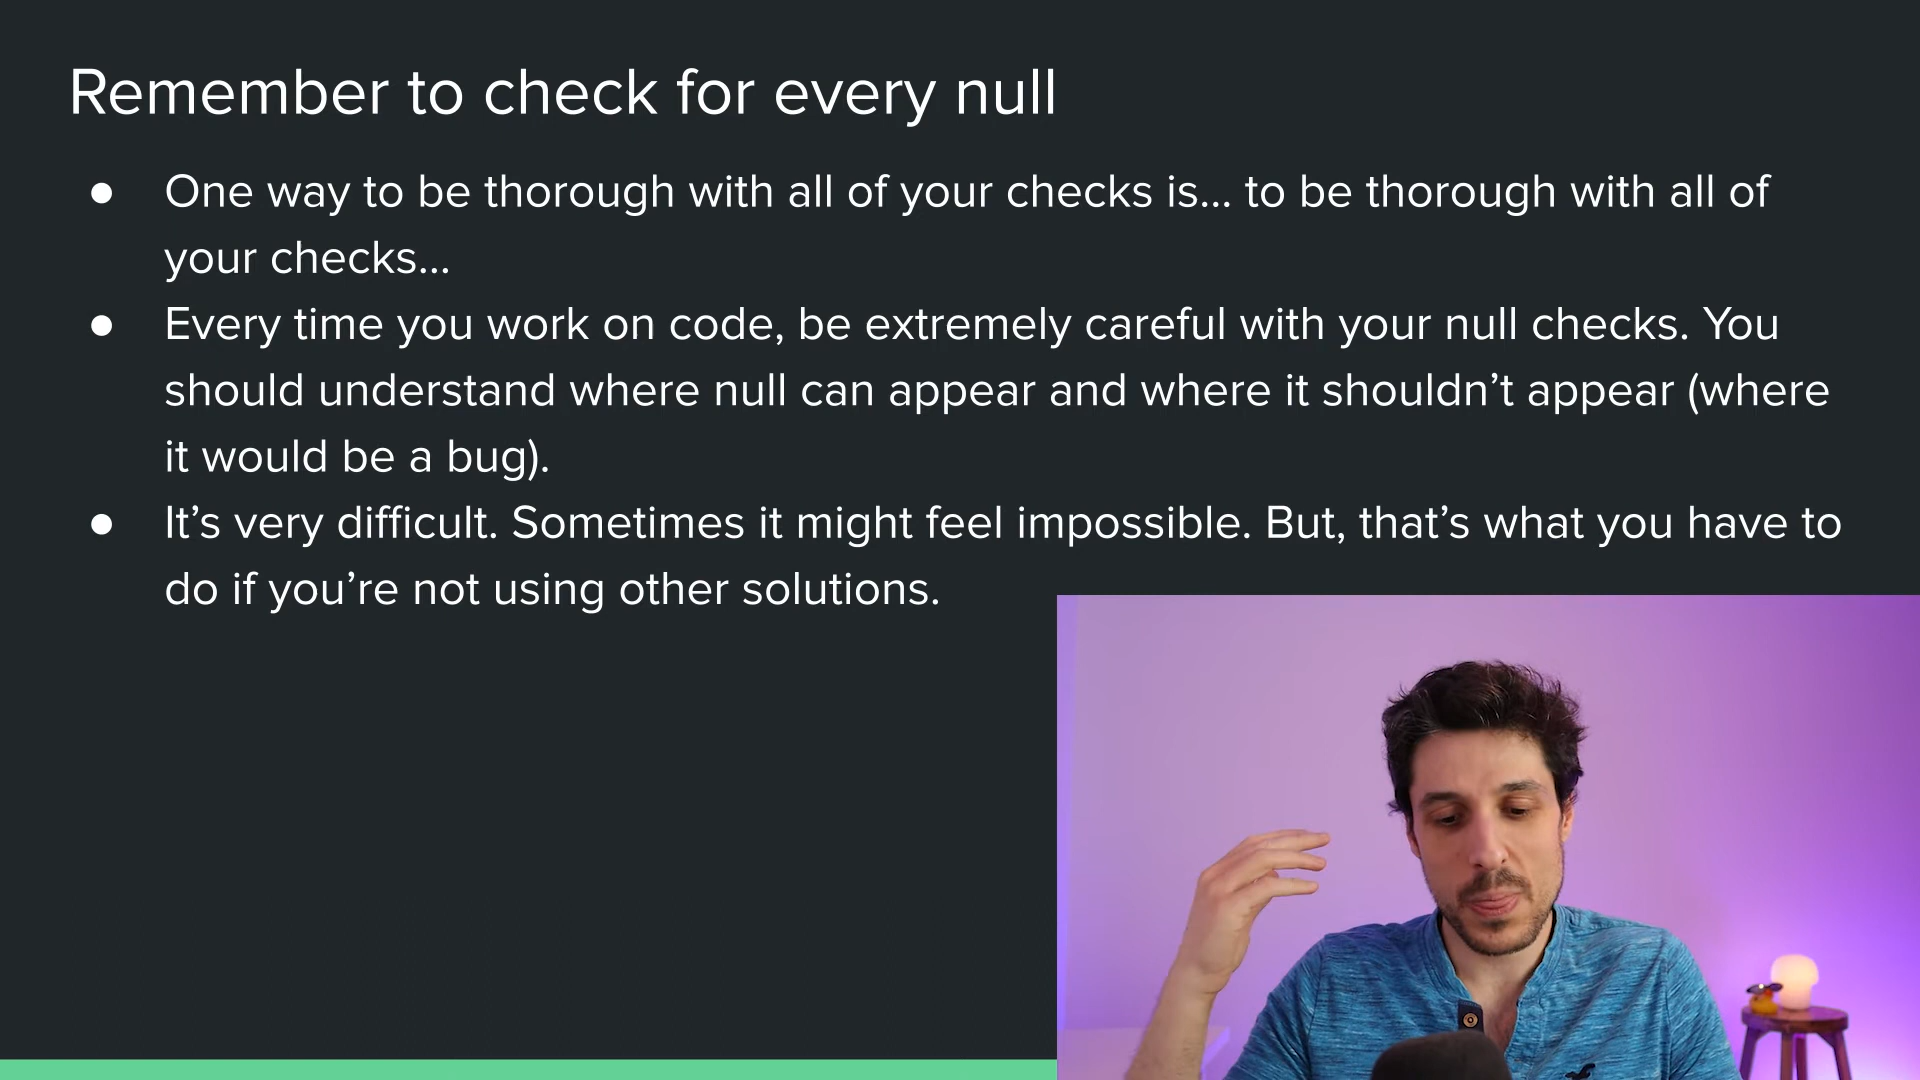 Remember to check for every null
● One way to be thorough with all of your checks is... to be thorough with all of
your checks...
● Every time you work on code, be extremely careful with your null checks. You
should understand where null can appear and where it shouldn’t appear (where
it would be a bug).
● It’s very difficult. Sometimes it might feel impossible. But, that’s what you have to
do if you’re not using other solutions.